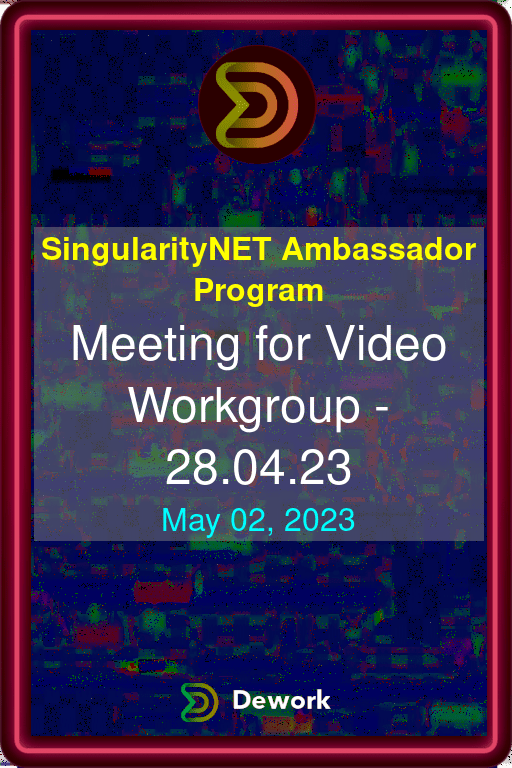 SingularityNET Ambassador
Program
Meeting for Video
Workgroup -
28.04.23
May 02, 2023
Dework